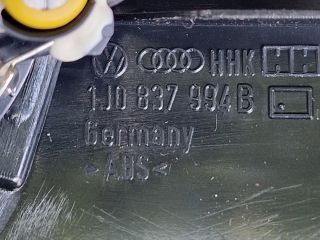 HHK
1J0 837 994 B
Germany
>ABS<